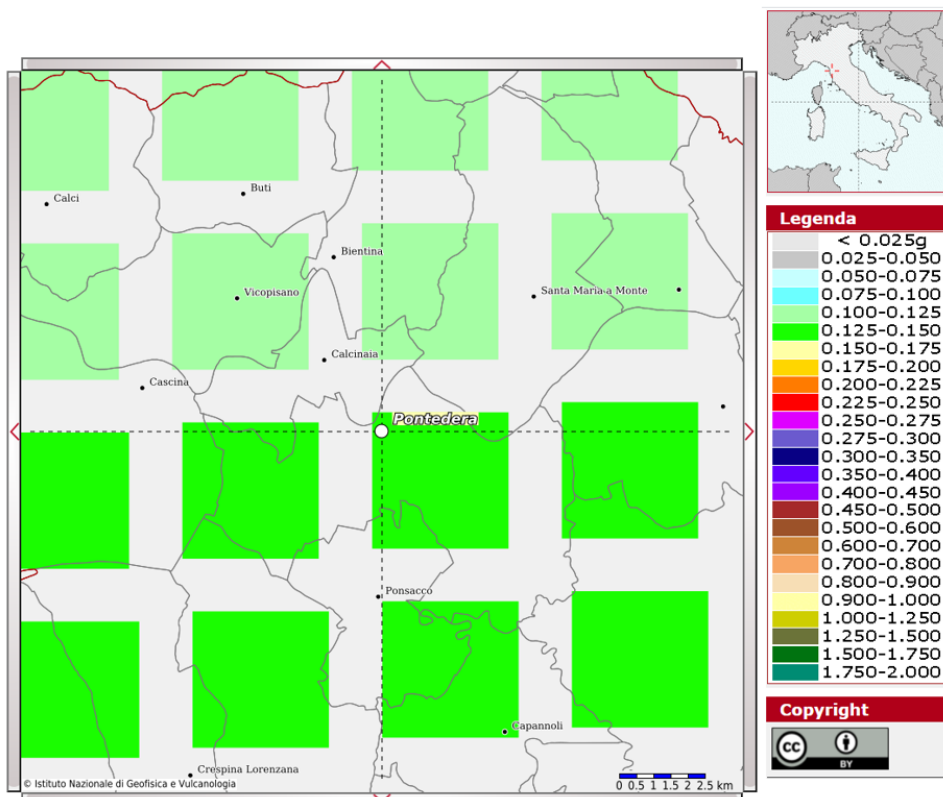 Calci
Buti
Bientina
Vicopisano
Santa Maria a Monte
Calcinaia
Cascina
Pontedera
Ponsacco
Capannoli
Crespina Lorenzana
© Istituto Nazionale di Geofisica e Vulcanologia
0 0.5 1 1.5 2 2.5 km
Legenda
< 0.025g
0.025-0.050
0.050-0.075
0.075-0.100
0.100-0.125
0.125-0.150
0.150-0.175
0.175-0.200
0.200-0.225
0.225-0.250
0.250-0.275
0.275-0.300
0.300-0.350
0.350-0.400
0.400-0.450
0.450-0.500
0.500-0.600
0.600-0.700
0.700-0.800
0.800-0.900
0.900-1.000
1.000-1.250
1.250-1.500
1.500-1.750
1.750-2.000
Copyright
cc
BY